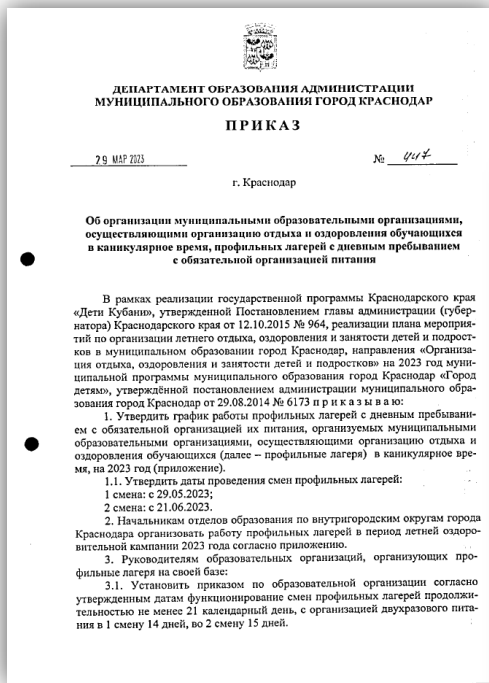 ДЕПАРТАМЕНТ ОБРАЗОВАНИЯ АДМИНИСТРАЦИИ
МУНИЦИПАЛЬНОГО ОБРАЗОВАНИЯ ГОРОД КРАСНОДАР
ПРИКАЗ
29 МАР 2023 № 447
г. Краснодар
Об организации муниципальными образовательными организациями,
осуществляющими организацию отдыха и оздоровления обучающихся
в каникулярное время, профильных лагерей с дневным пребыванием
с обязательной организацией питания
В рамках реализации государственной программы Краснодарского края
«Дети Кубани», утвержденной Постановлением главы администрации (губер-
натора) Краснодарского края от 12.10.2015 № 964, реализации плана мероприя-
тий по организации летнего отдыха, оздоровления и занятости детей и подрост-
ков в муниципальном образовании город Краснодар, направления «Организа-
ция отдыха, оздоровления и занятости детей и подростков» на 2023 год муни-
ципальной программы муниципального образования город Краснодар «Город
детям», утверждённой постановлением администрации муниципального обра-
зования город Краснодар от 29.08.2014 № 6173 п р и к а з ы в а ю:
1. Утвердить график работы профильных лагерей с дневным пребывани-
ем с обязательной организацией их питания, организуемых муниципальными
образовательными организациями, осуществляющими организацию отдыха и
оздоровления обучающихся (далее – профильные лагеря) в каникулярное вре-
мя, на 2023 год (приложение).
1.1. Утвердить даты проведения смен профильных лагерей:
1 смена: с 29.05.2023;
2 смена: с 21.06.2023.
2. Начальникам отделов образования по внутригородским округам города
Краснодара организовать работу профильных лагерей в период летней оздоро-
вительной кампании 2023 года согласно приложению.
3. Руководителям образовательных организаций, организующих про-
фильные лагеря на своей базе:
3.1. Установить приказом по образовательной организации согласно
утвержденным датам функционирование смен профильных лагерей продолжи-
тельностью не менее 21 календарный день, с организацией двухразового пита-
ния в 1 смену 14 дней, во 2 смену 15 дней.